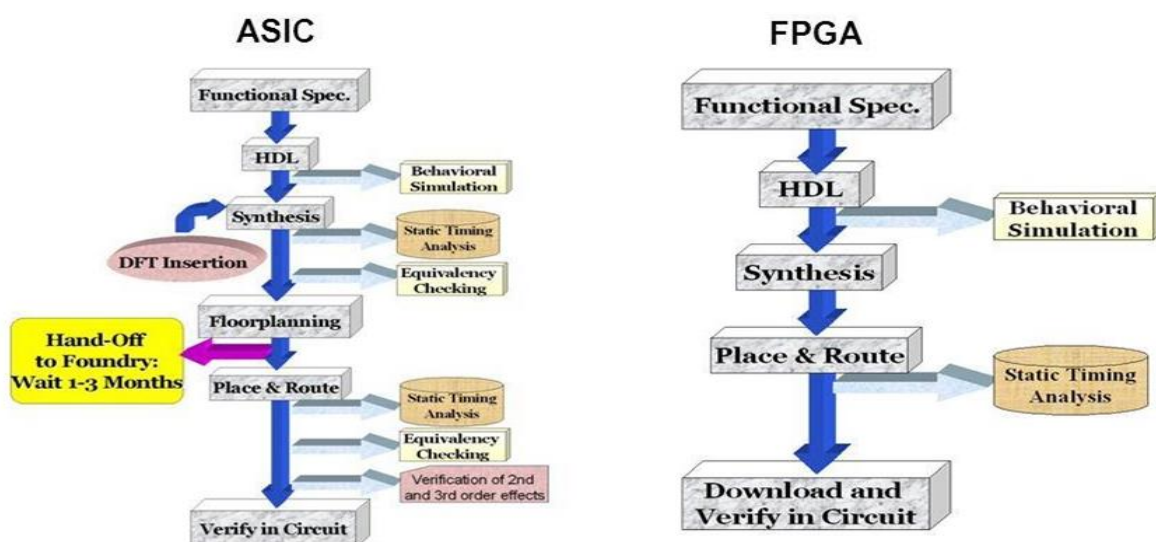 ASIC
Functional Spec.
HDL
Behavioral
Simulation
Synthesis
DFT Insertion
Static Timing
Analysis
Equivalency
Checking
Floorplanning
Hand-Off
to Foundry:
Wait 1-3 Months
Place & Route
Static Timing
Analysis
Equivalency
Checking
Verification of 2nd
and 3rd order effects
Verify in Circuit
FPGA
Functional Spec.
HDL
Behavioral
Simulation
Synthesis
Place & Route
Static Timing
Analysis
Download and
Verify in Circuit